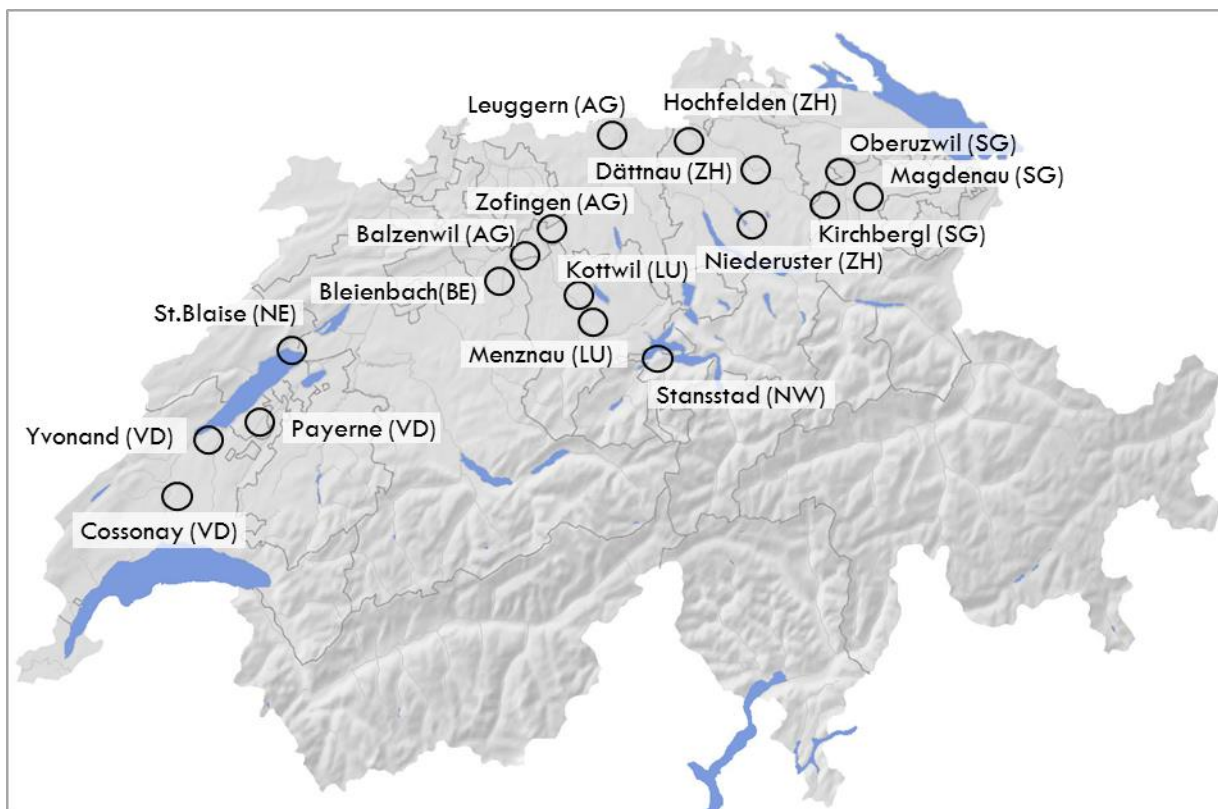 Leuggern (AG)
Hochfelden (ZH)
Oberuzwil (SG)
Dättnau (ZH)
Magdenau (SG)
Zofingen (AG)
Balzenwil (AG)
Kirchbergl (SG)
Niederuster (ZH)
Kottwil (LU)
Bleienbach(BE)
St.Blaise (NE)
Menznau (LU)
Stansstad (NW)
Yvonand (VD)
Payerne (VD)
Cossonay (VD)